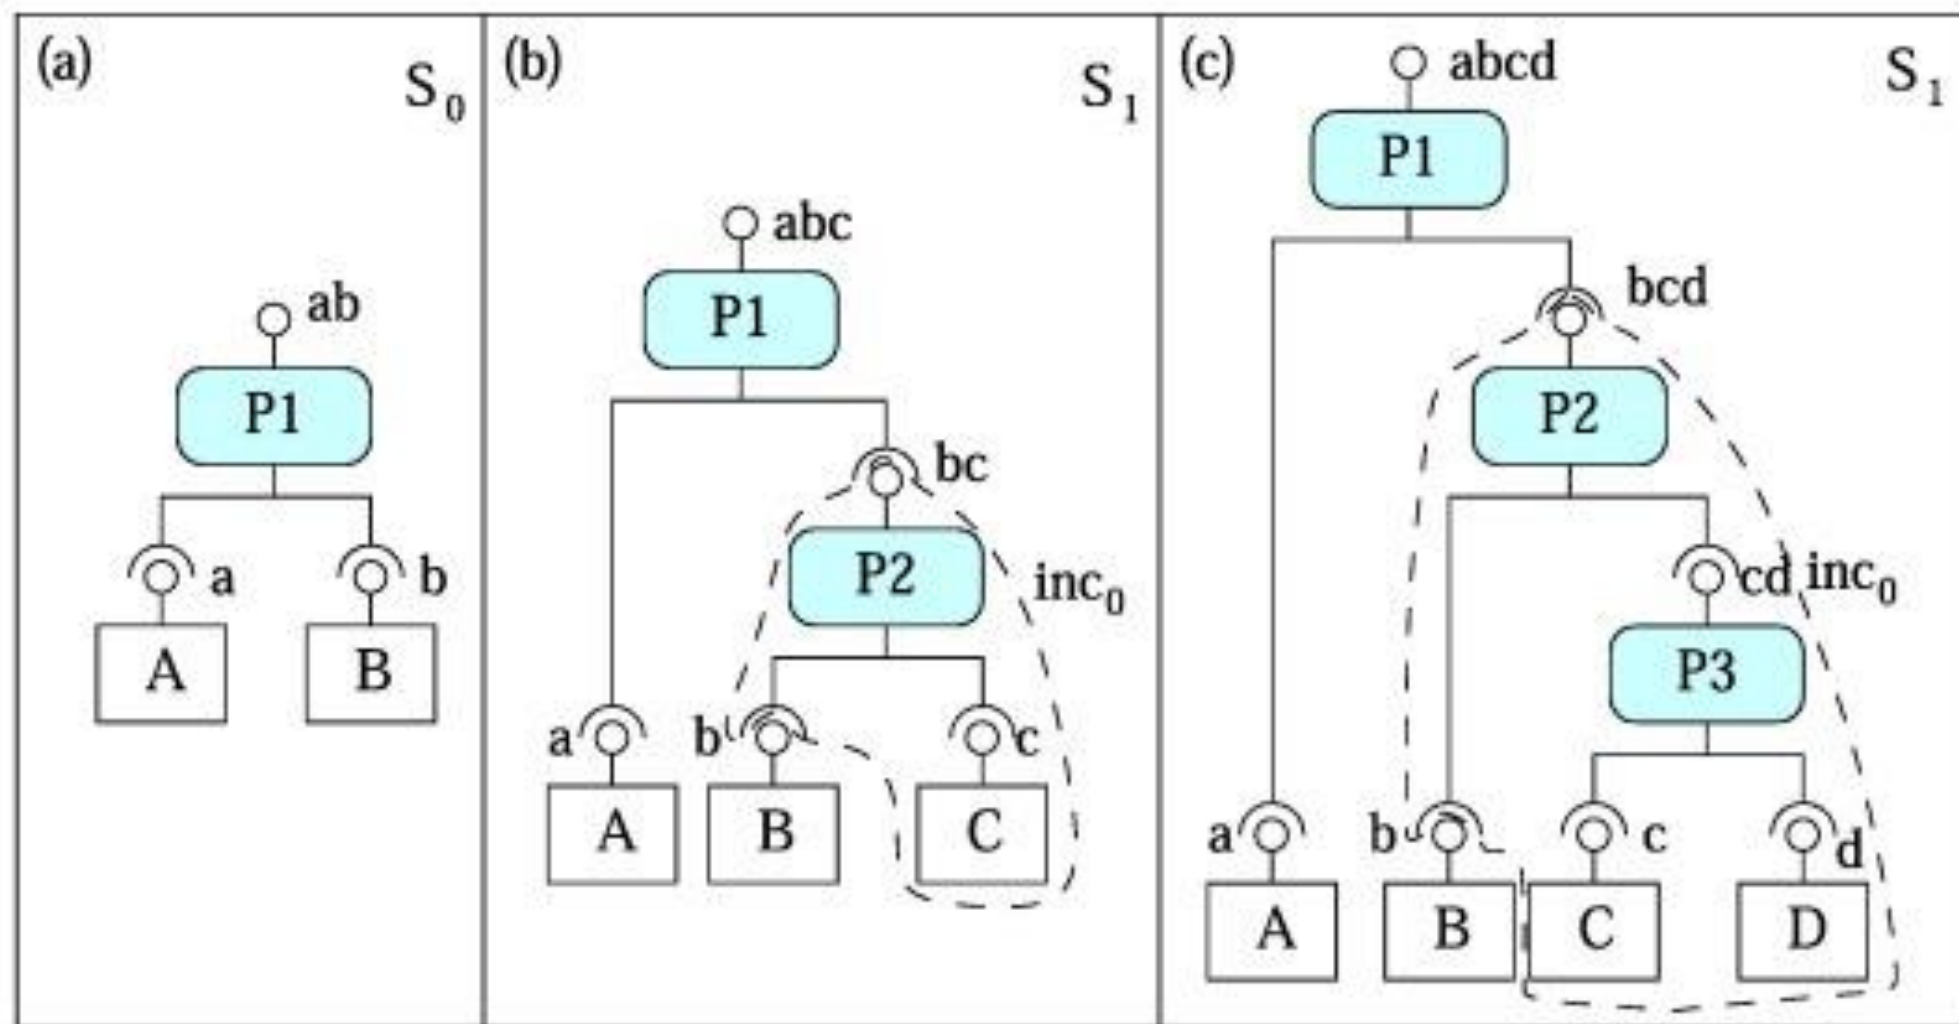 (a)
S0
ab
P1
a
b
A
B
(b)
S1
abc
P1
bc
P2
inc0
a
b
c
A
B
C
(c)
S1
abcd
P1
bcd
P2
cd inc0
P3
a
b
c
d
A
B
C
D